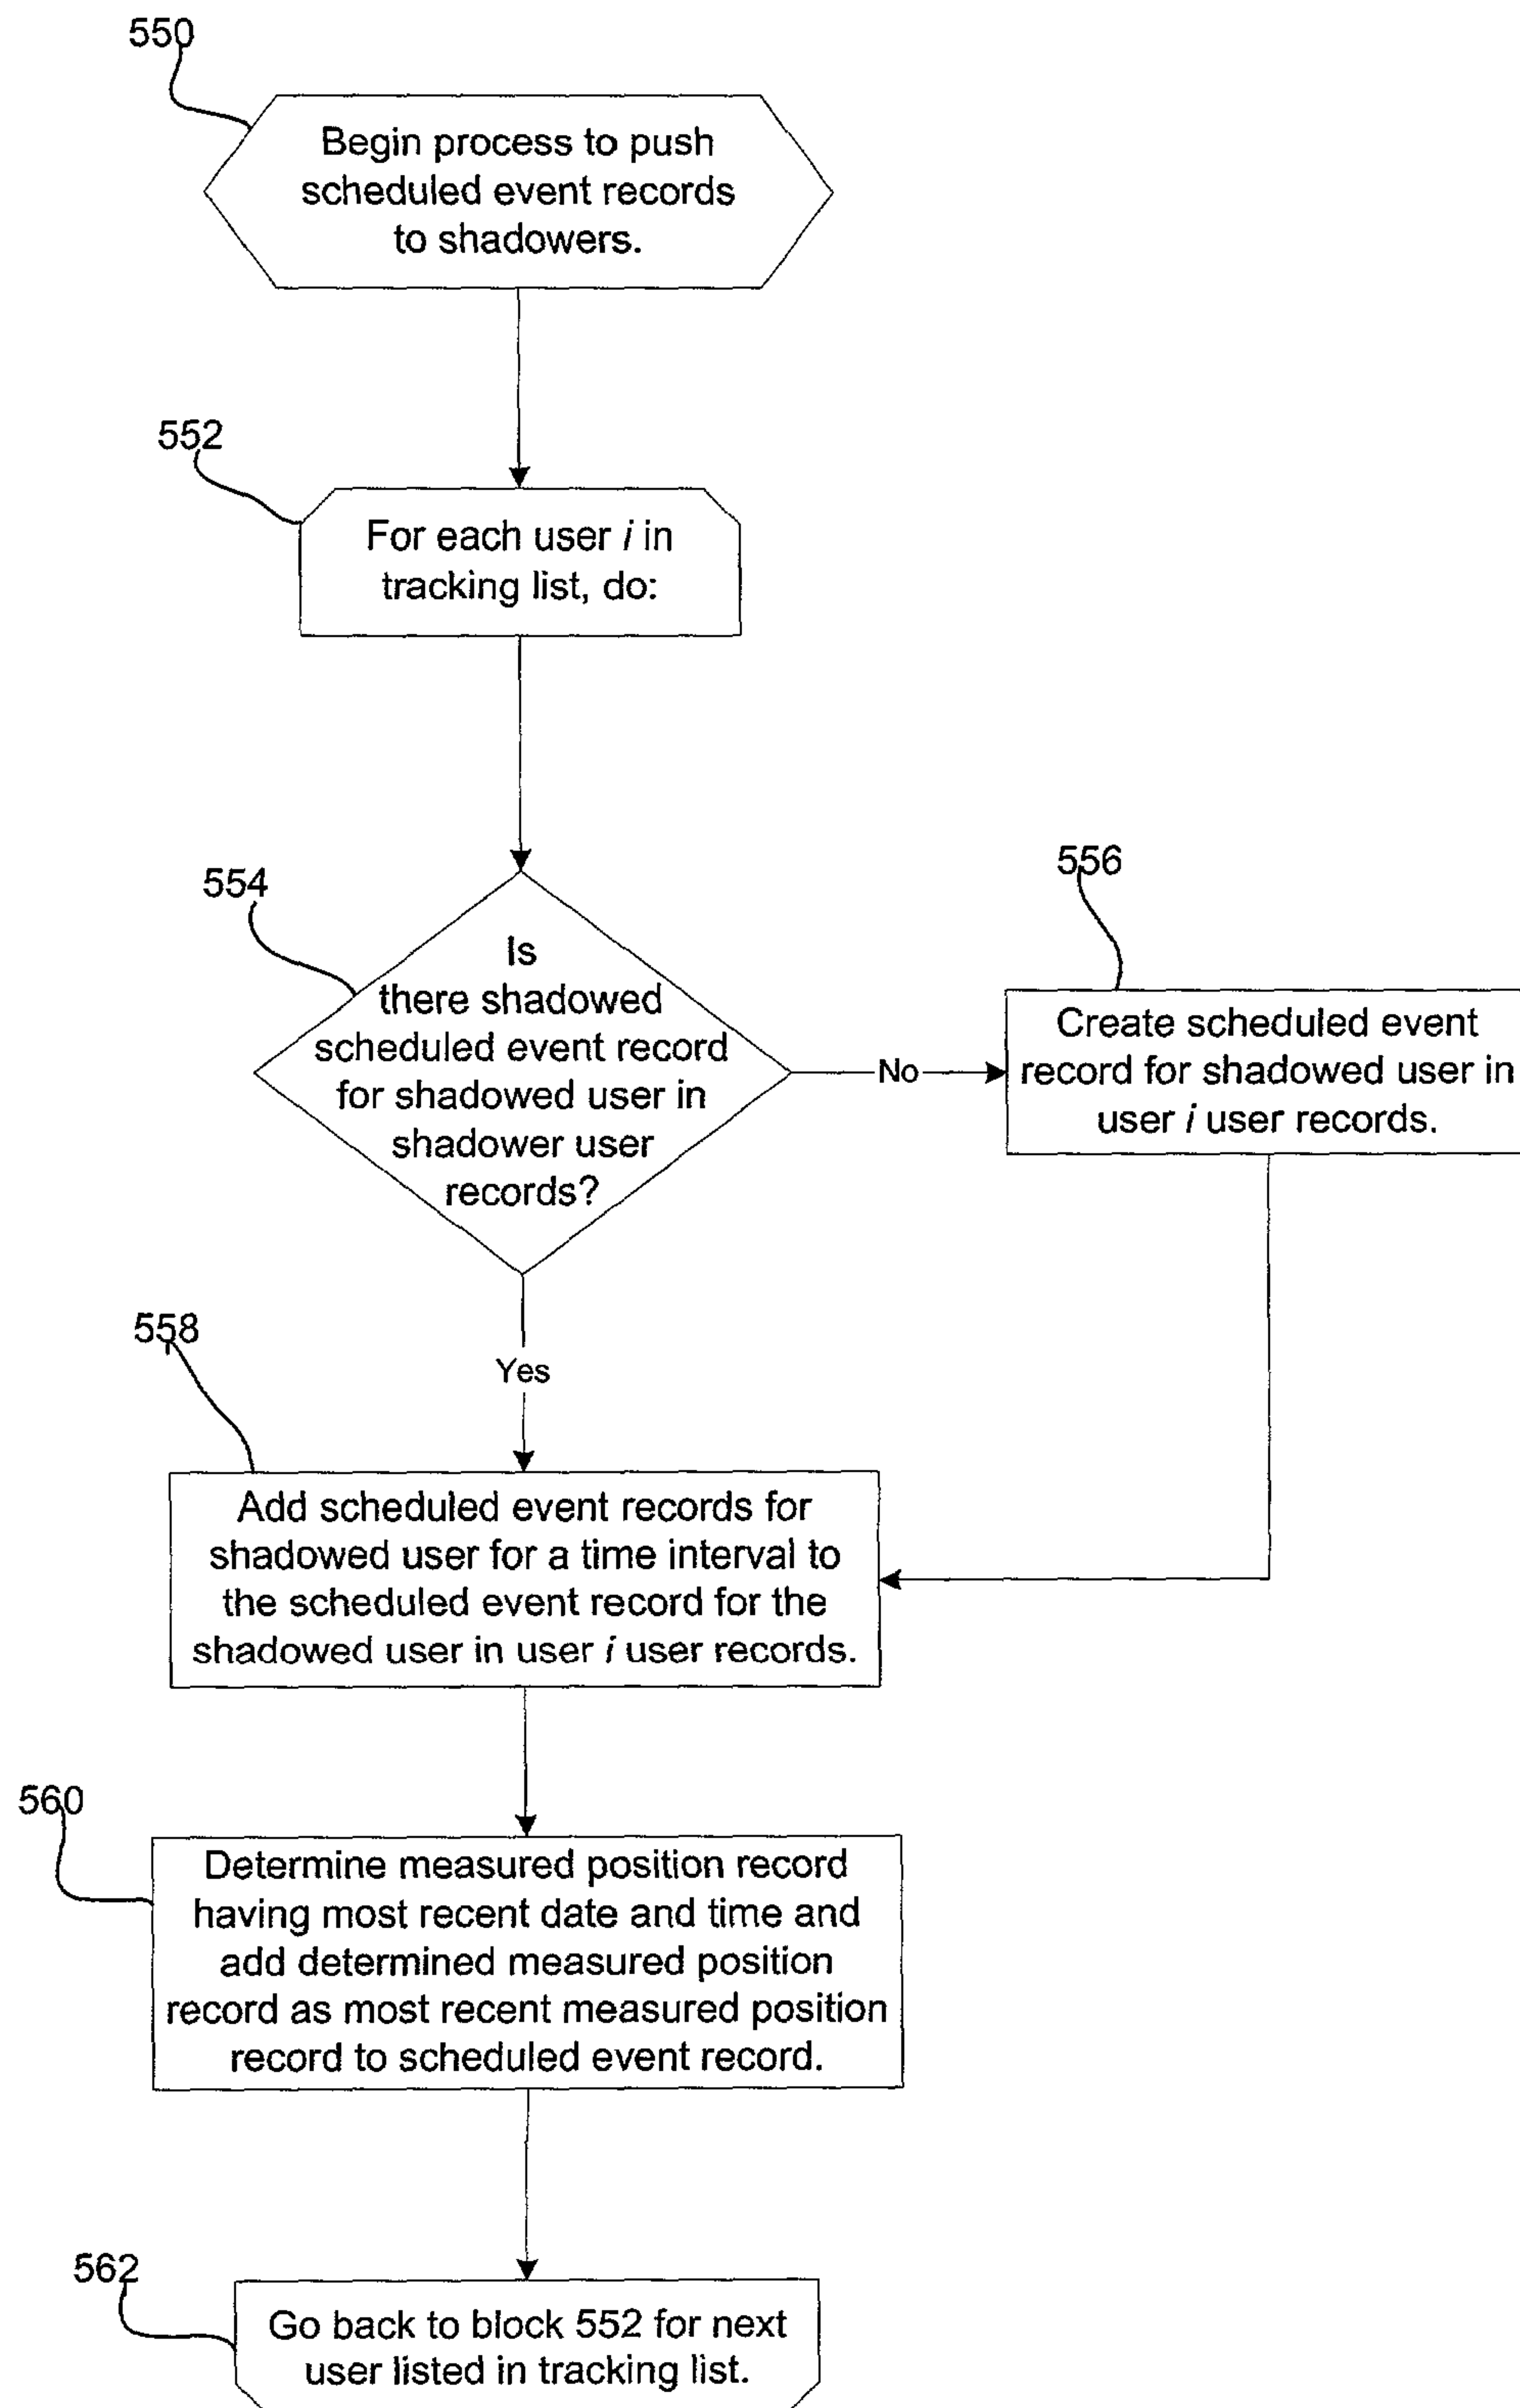 550
Begin process to push
scheduled event records
to shadowers.
552
For each user i in
tracking list, do:
554
Is
there shadowed
scheduled event record
for shadowed user in
shadower user
records?
No
556
Create scheduled event
record for shadowed user in
user i user records.
Yes
558
Add scheduled event records for
shadowed user for a time interval to
the scheduled event record for the
shadowed user in user i user records.
560
Determine measured position record
having most recent date and time and
add determined measured position
record as most recent measured position
record to scheduled event record.
562
Go back to block 552 for next
user listed in tracking list.